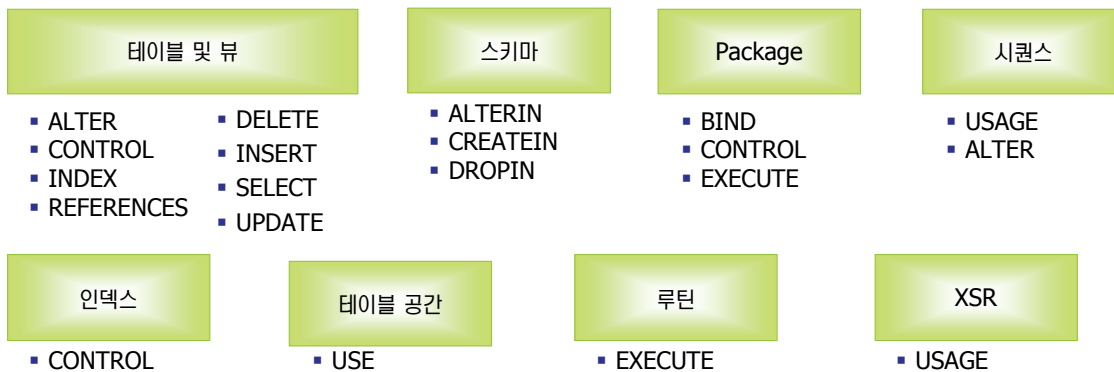 테이블 및 뷰
▪ ALTER
▪ CONTROL
▪ INDEX
▪ REFERENCES
▪ DELETE
▪ INSERT
▪ SELECT
▪ UPDATE
스키마
▪ ALTERIN
▪ CREATEIN
▪ DROPIN
Package
▪ BIND
▪ CONTROL
▪ EXECUTE
시퀀스
▪ USAGE
▪ ALTER
인덱스
▪ CONTROL
테이블 공간
▪ USE
루틴
▪ EXECUTE
XSR
▪ USAGE